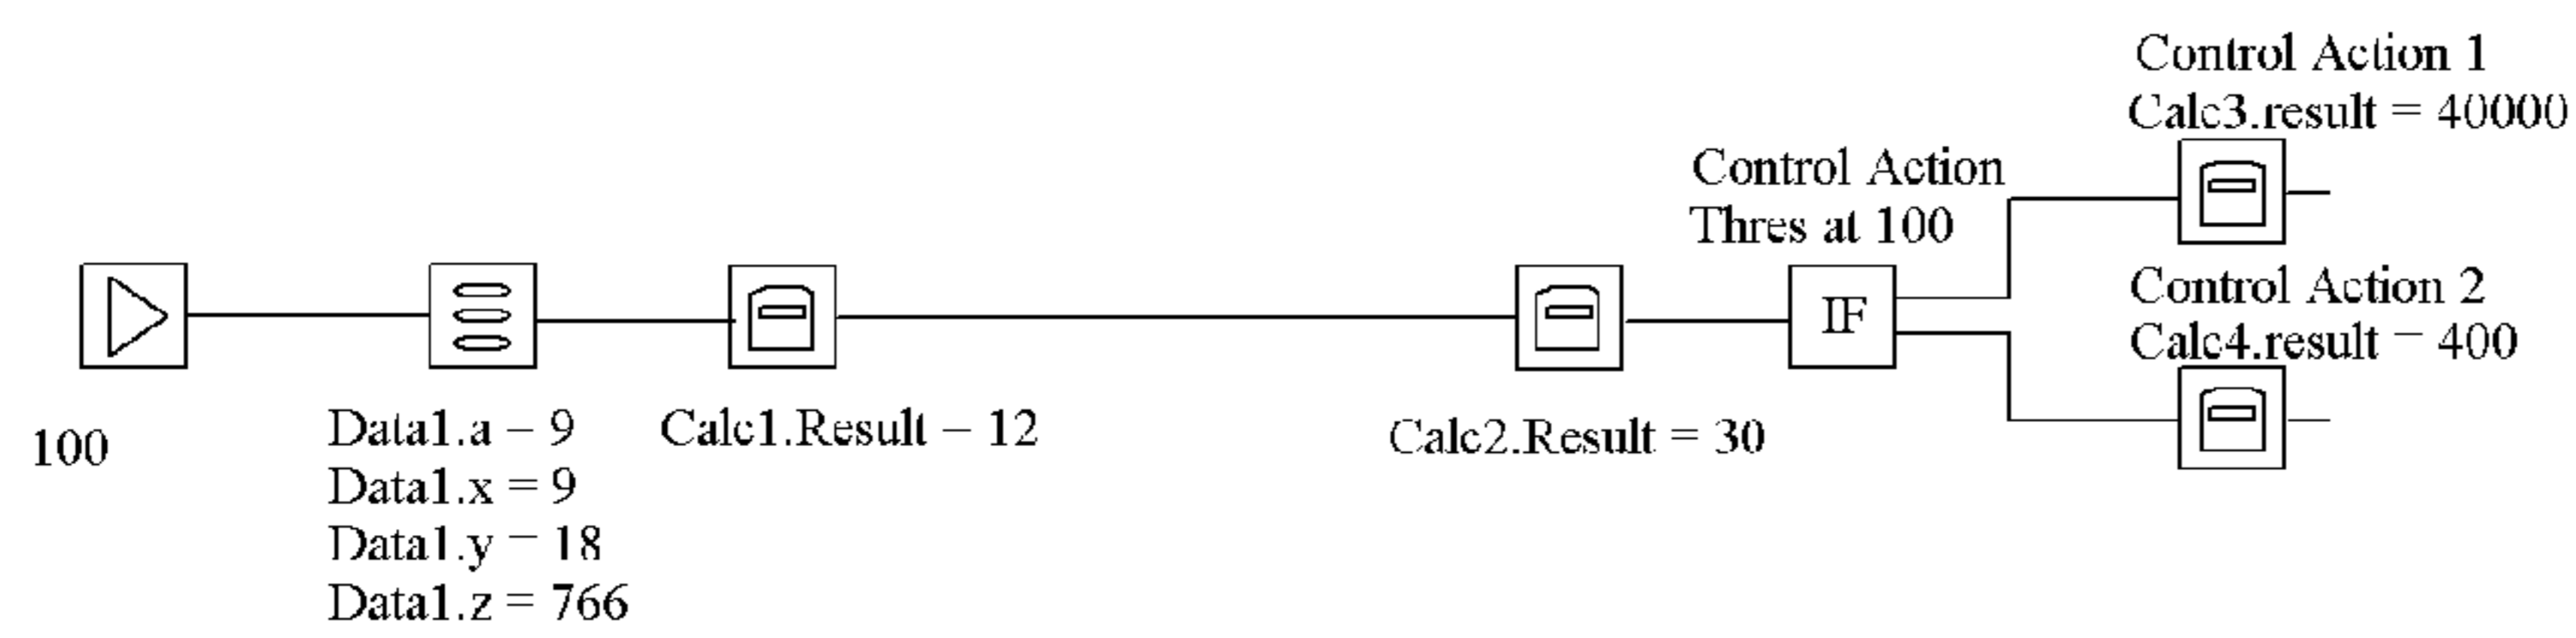 Control Action 1
Calc3.result = 40000
Control Action
Thres at 100
Control Action 2
Calc4.result = 400
IF
100
Data1.a = 9
Data1.x = 9
Data1.y = 18
Data1.z = 766
Calc1.Result = 12
Calc2.Result = 30